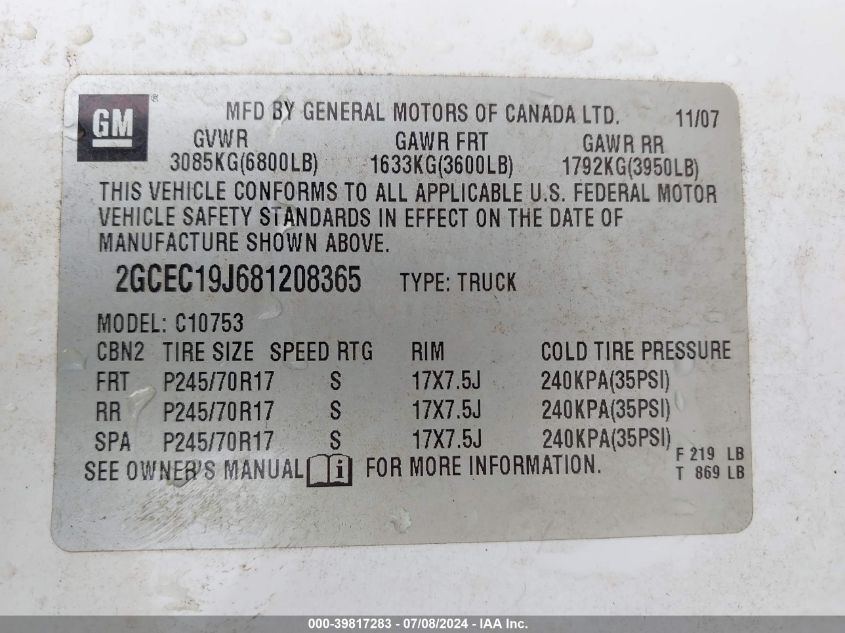 GM ® MFD BY GENERAL MOTORS OF CANADA LTD. 11/07
GVWR GAWR FRT GAWR RR
3085KG(6800LB) 1633KG(3600LB) 1792KG(3950LB)
THIS VEHICLE CONFORMS TO ALL APPLICABLE U.S. FEDERAL MOTOR
VEHICLE SAFETY STANDARDS IN EFFECT ON THE DATE OF
MANUFACTURE SHOWN ABOVE.
2GCEC19J681208365 TYPE: TRUCK
MODEL: C10753
CBN2 TIRE SIZE SPEED RTG RIM COLD TIRE PRESSURE
FRT P245/70R17 S 17X7.5J 240KPA(35PSI)
RR P245/70R17 S 17X7.5J 240KPA(35PSI)
SPA P245/70R17 S 17X7.5J 240KPA(35PSI)
SEE OWNER'S MANUAL i FOR MORE INFORMATION.
F 219 LB
T 869 LB
000-39817283 - 07/08/2024 - IAA Inc.